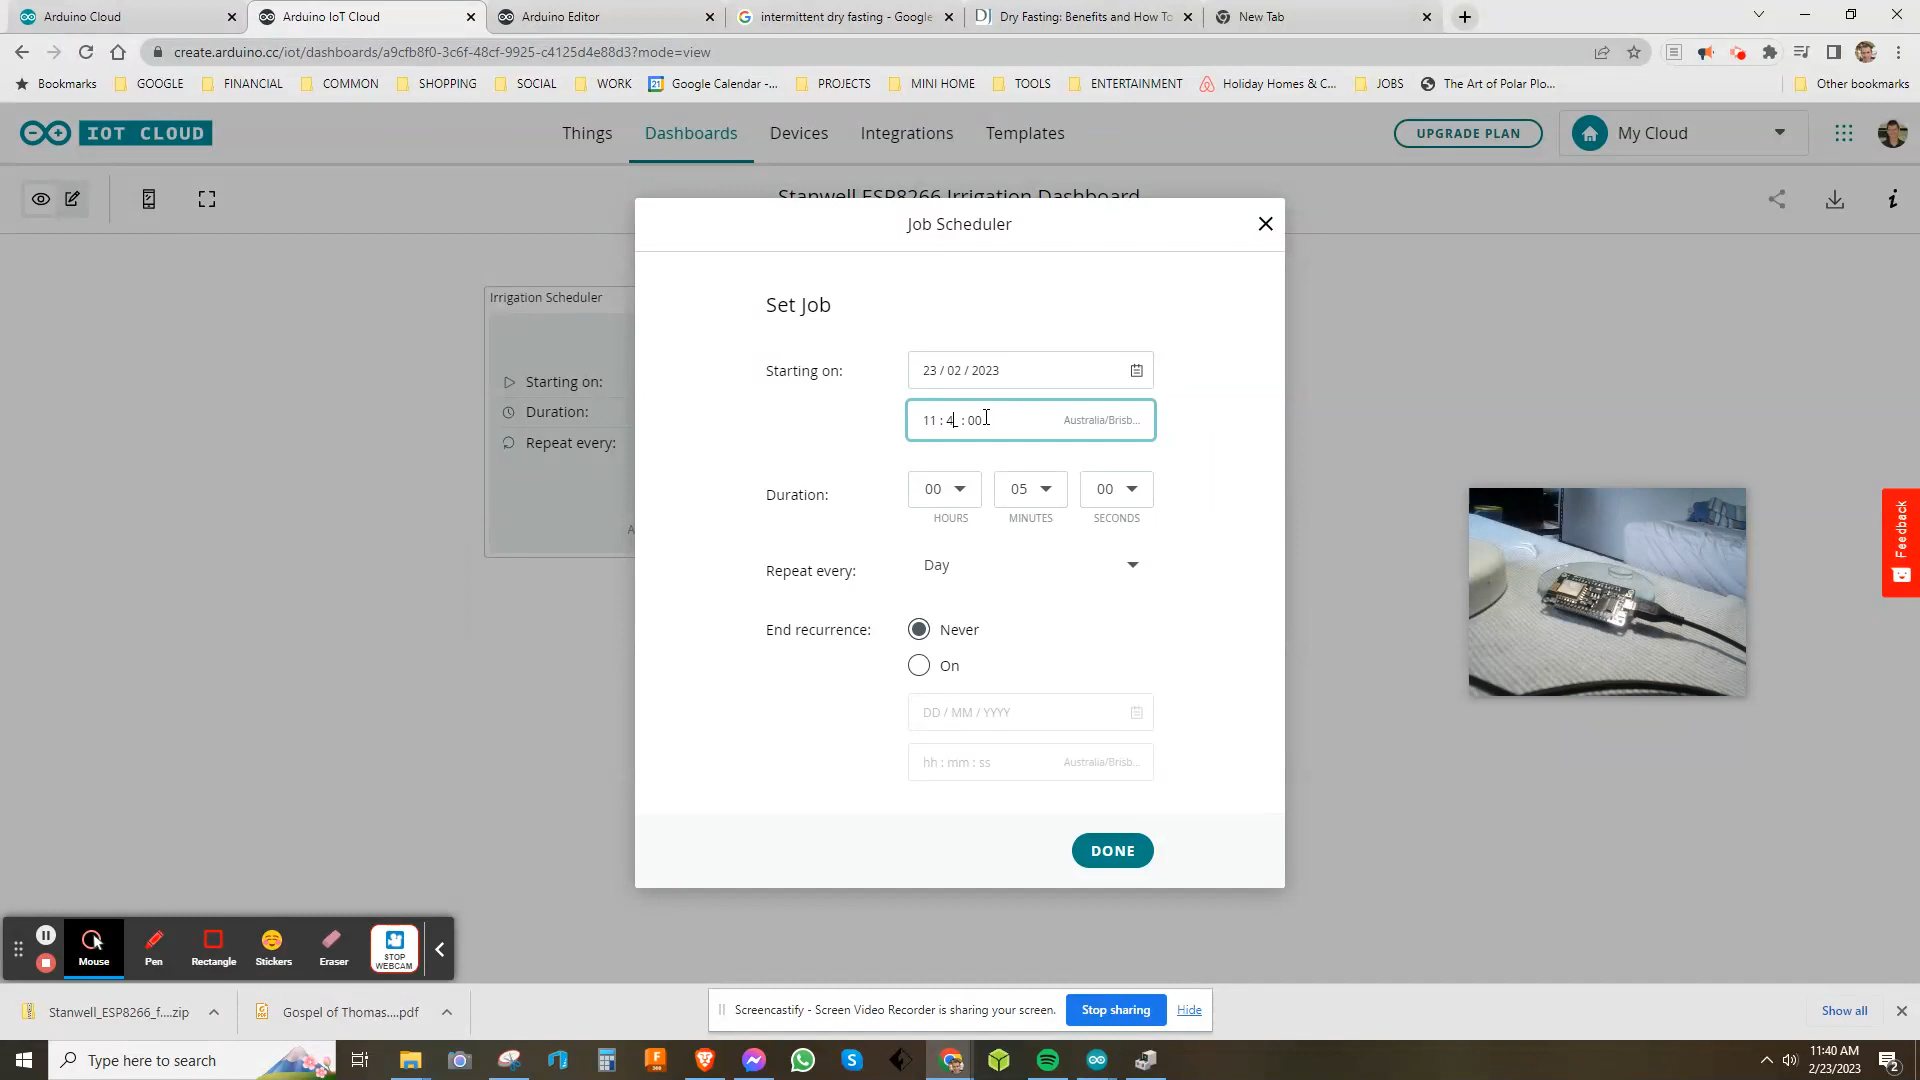 Arduino Cloud
Arduino IoT Cloud
Arduino Editor
intermittent dry fasting - Google
Dry Fasting: Benefits and How To
New Tab
create.arduino.cc/iot/dashboards/a9cfb8f0-3c6f-48cf-9925-c4125d4e88d3?mode=view
Bookmarks
GOOGLE
FINANCIAL
COMMON
SHOPPING
SOCIAL
WORK
Google Calendar -...
PROJECTS
MINI HOME
TOOLS
ENTERTAINMENT
Holiday Homes & C...
JOBS
The Art of Polar Plo...
Other bookmarks
IOT CLOUD
Things
Dashboards
Devices
Integrations
Templates
UPGRADE PLAN
My Cloud
Stanwell ESP8266 Irrigation Dashboard
Job Scheduler
Set Job
Irrigation Scheduler
Starting on:
Duration:
Repeat every:
Starting on:
23 / 02 / 2023
11 : 4_ : 00
Australia/Brisb...
Duration:
00
05
00
HOURS
MINUTES
SECONDS
Repeat every:
Day
End recurrence:
Never
On
DD / MM / YYYY
hh : mm : ss
Australia/Brisb...
DONE
Feedback
Mouse
Pen
Rectangle
Stickers
Eraser
STOP
WEBCAM
Stanwell_ESP8266_f....zip
Gospel of Thomas....pdf
Screencastify - Screen Video Recorder is sharing your screen.
Stop sharing
Hide
Show all
Type here to search
11:40 AM
2/23/2023
2